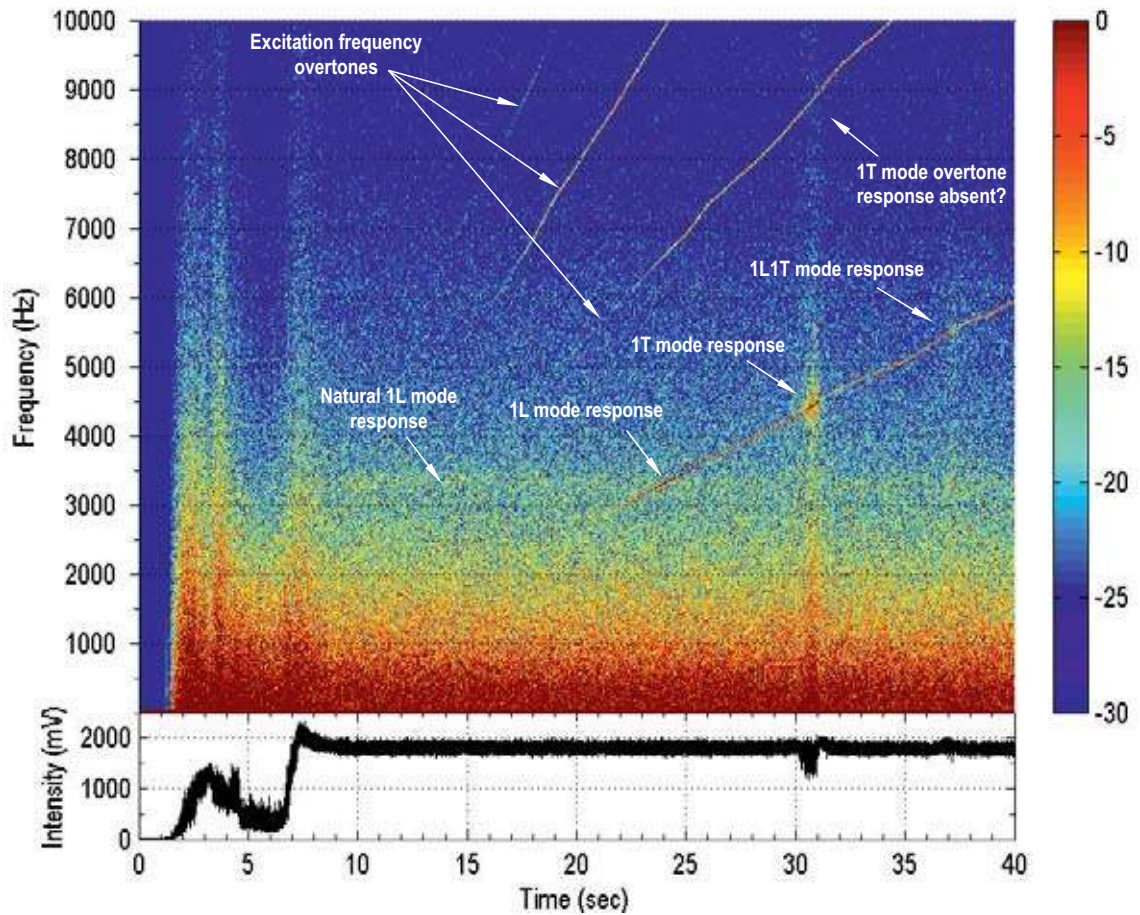 10000
9000
8000
7000
6000
5000
4000
3000
2000
1000
Frequency (Hz)
Excitation frequency
overtones
1T mode overtone
response absent?
1L1T mode response
1T mode response
Natural 1L mode
response
1L mode response
0
-5
-10
-15
-20
-25
-30
2000
1000
0
Intensity (mV)
0
5
10
15
20
25
30
35
40
Time (sec)